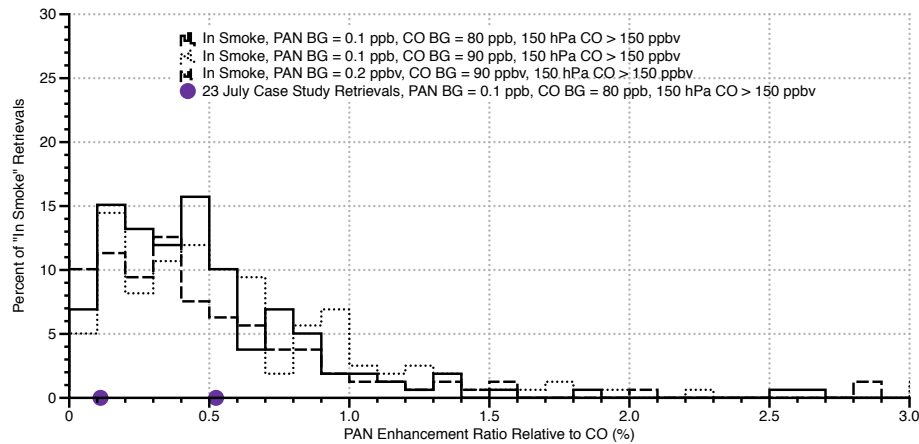 30
25
20
15
10
5
0
Percent of "In Smoke" Retrievals
In Smoke, PAN BG = 0.1 ppb, CO BG = 80 ppb, 150 hPa CO > 150 ppbv
In Smoke, PAN BG = 0.1 ppb, CO BG = 90 ppb, 150 hPa CO > 150 ppbv
In Smoke, PAN BG = 0.2 ppbv, CO BG = 90 ppbv, 150 hPa CO > 150 ppbv
23 July Case Study Retrievals, PAN BG = 0.1 ppb, CO BG = 80 ppb, 150 hPa CO > 150 ppbv
0 0.5 1.0 1.5 2.0 2.5 3.0
PAN Enhancement Ratio Relative to CO (%)